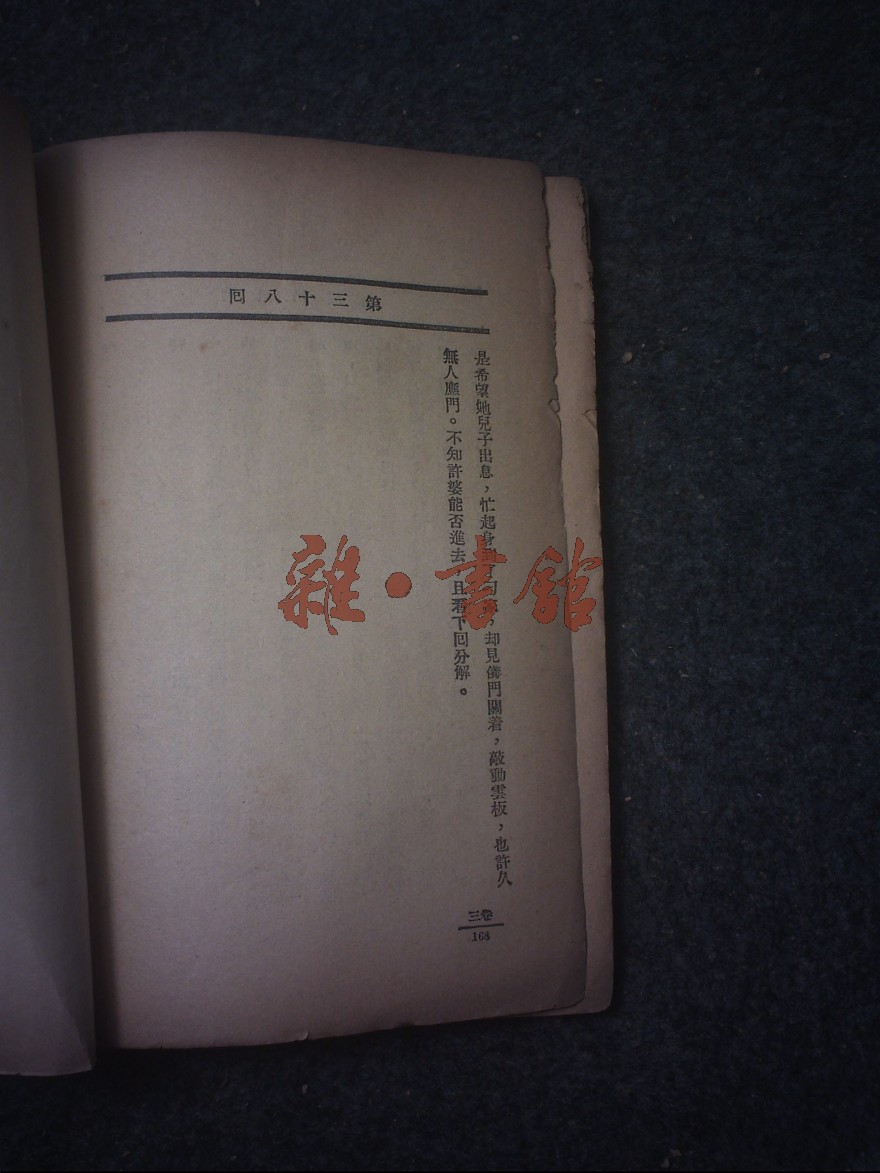 第三十八回
是希望她兒子出息，忙起身
却見儻門關着，敲動雲板，也許久
無人應門。不知許婆能否進去，且看下回分解。
卷三
168
雜・書館